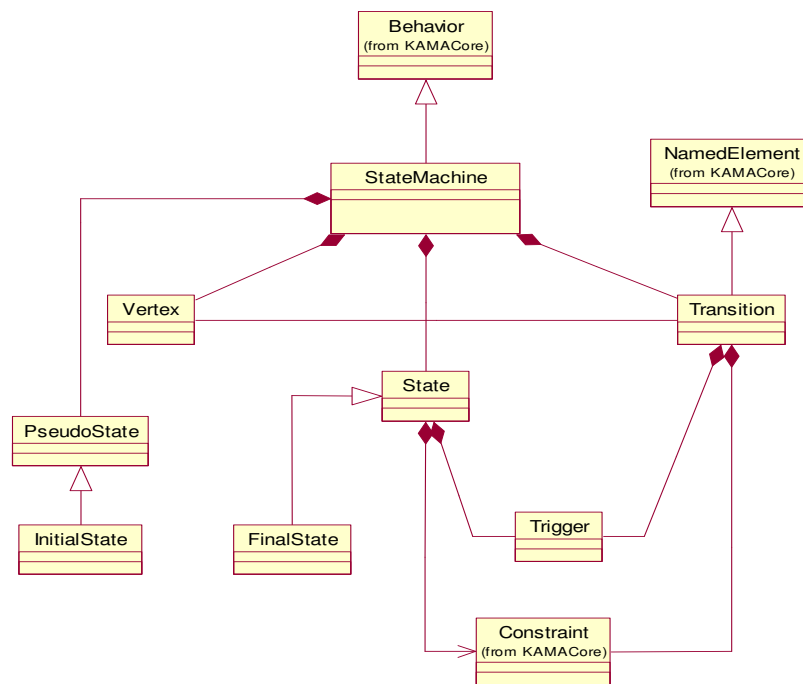 Behavior
(from KAMACore)
NamedElement
(from KAMACore)
StateMachine
Vertex
Transition
State
PseudoState
InitialState
FinalState
Trigger
Constraint
(from KAMACore)